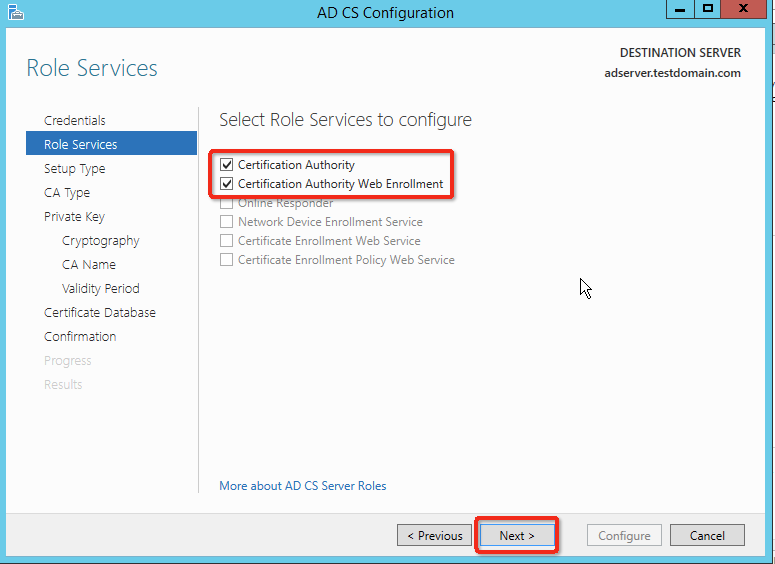 AD CS Configuration
Role Services
DESTINATION SERVER
adserver.testdomain.com
Credentials
Role Services
Setup Type
CA Type
Private Key
Cryptography
CA Name
Validity Period
Certificate Database
Confirmation
Progress
Results
Select Role Services to configure
Certification Authority
Certification Authority Web Enrollment
Online Responder
Network Device Enrollment Service
Certificate Enrollment Web Service
Certificate Enrollment Policy Web Service
More about AD CS Server Roles
< Previous
Next >
Configure
Cancel